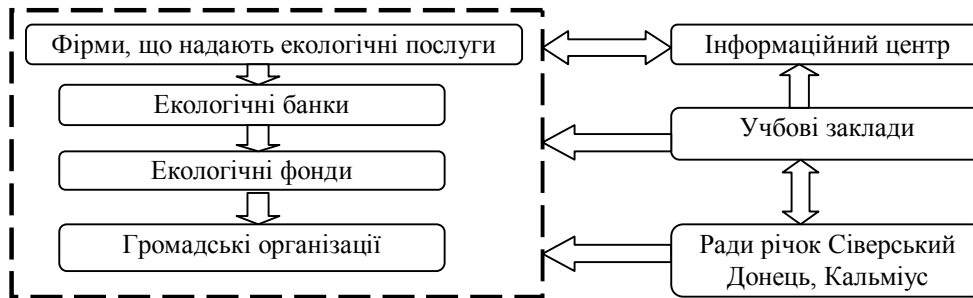 Фірми, що надають екологічні послуги
Екологічні банки
Екологічні фонди
Громадські організації
Інформаційний центр
Учбові заклади
Ради річок Сіверський
Донець, Кальміус